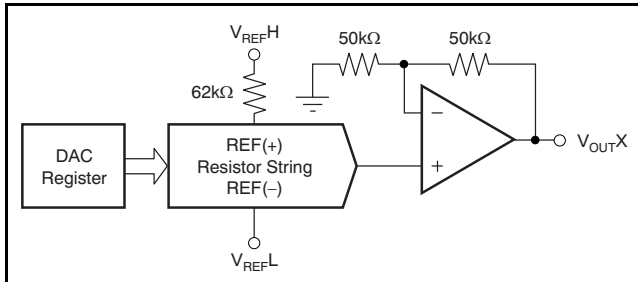 V_REFH
50kΩ
50kΩ
62kΩ
DAC
Register
REF(+)
Resistor String
REF(–)
–
+
V_OUTX
V_REFL